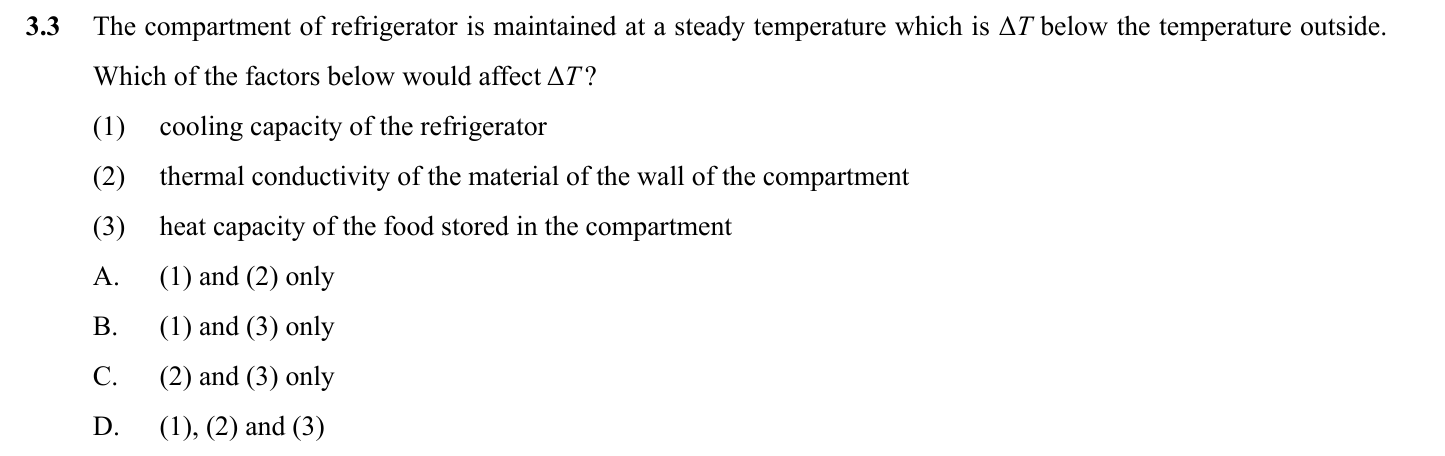 3.3 The compartment of refrigerator is maintained at a steady temperature which is ΔT below the temperature outside.
Which of the factors below would affect ΔT?
(1) cooling capacity of the refrigerator
(2) thermal conductivity of the material of the wall of the compartment
(3) heat capacity of the food stored in the compartment
A. (1) and (2) only
B. (1) and (3) only
C. (2) and (3) only
D. (1), (2) and (3)